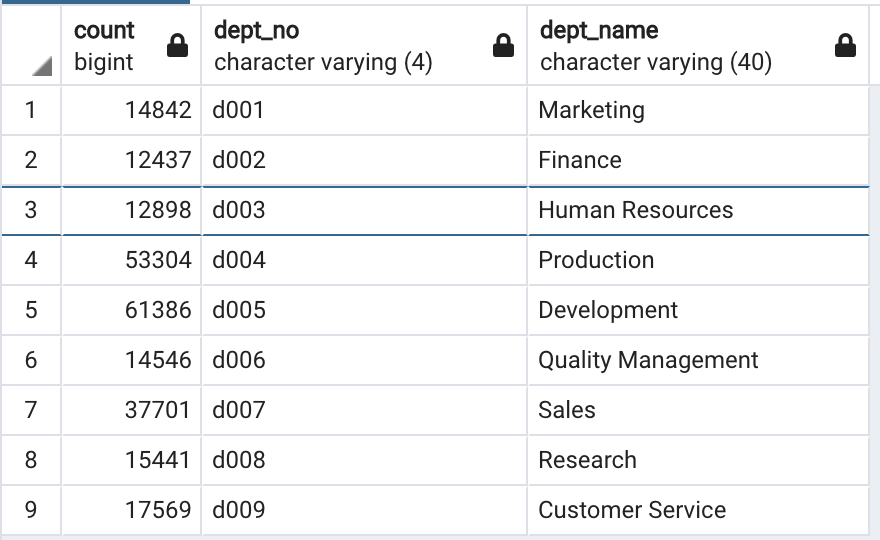 count dept_no dept_name
bigint character varying (4) character varying (40)
1 14842 d001 Marketing
2 12437 d002 Finance
3 12898 d003 Human Resources
4 53304 d004 Production
5 61386 d005 Development
6 14546 d006 Quality Management
7 37701 d007 Sales
8 15441 d008 Research
9 17569 d009 Customer Service